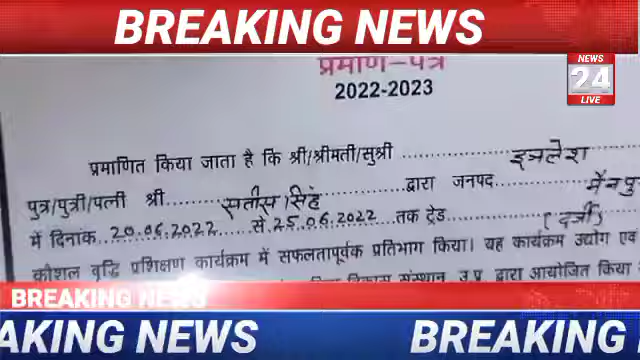 BREAKING NEWS
NEWS
24
LIVE
प्रमाण-पत्र
2022-2023
प्रमाणित किया जाता है कि श्री/श्रीमती/सुश्री
पुत्र/पुत्री/पत्नी श्री सतीस सिंह द्वारा जनपद मैनपु
में दिनांक 20.06.2022 से 25.06.2022 तक ट्रेड (दर्जी)
कौशल वृद्धि प्रशिक्षण कार्यक्रम में सफलतापूर्वक प्रतिभाग किया। यह कार्यक्रम उद्योग एवं
संस्थान उ.प्र. द्वारा आयोजित किया
BREAKING NEWS
AKING NEWS BREAKING